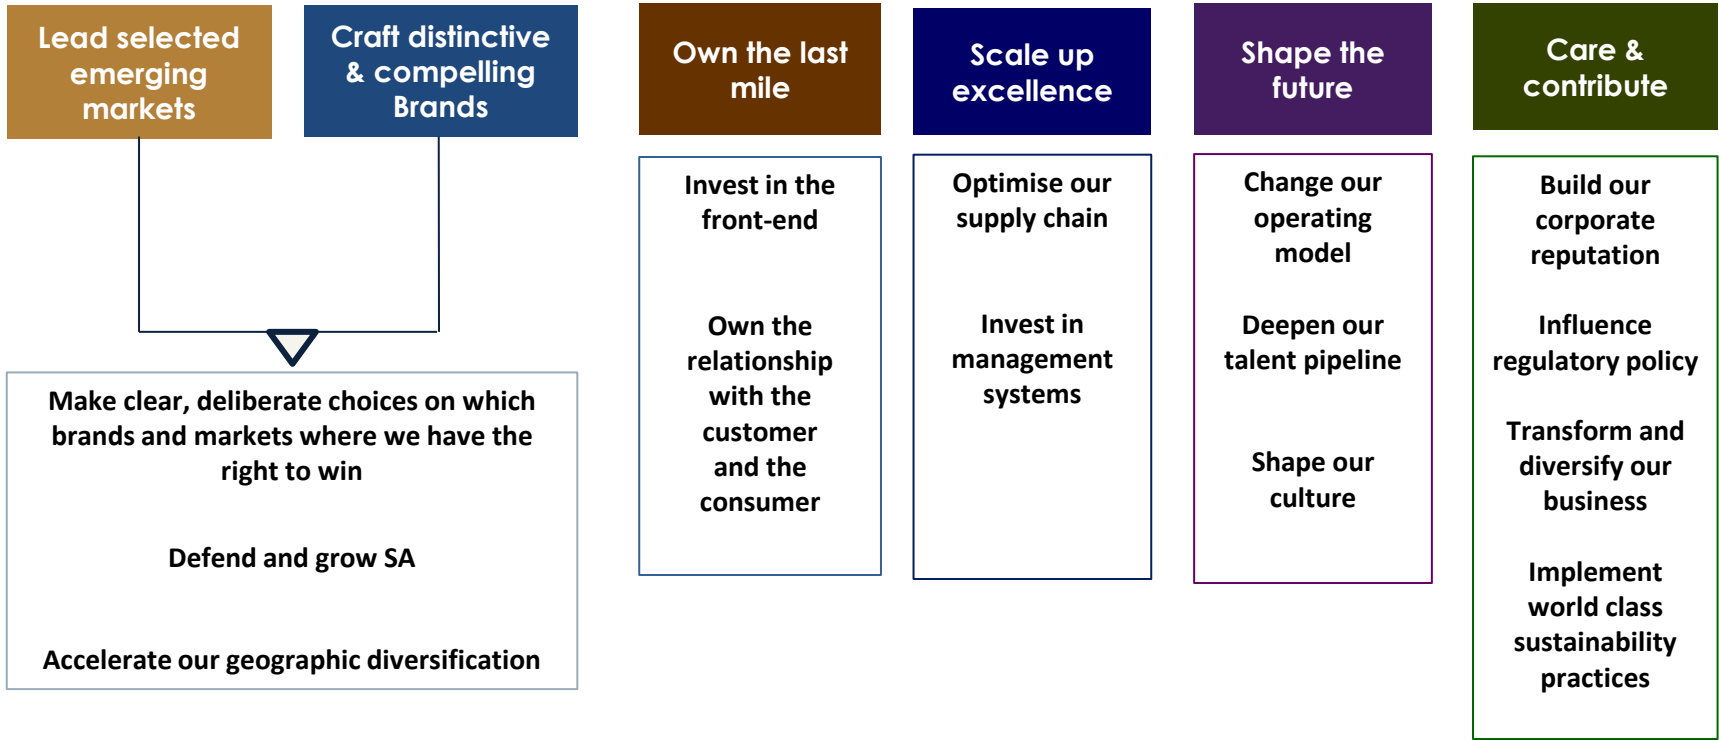 Lead selected
emerging
markets
Craft distinctive
& compelling
Brands
Make clear, deliberate choices on which
brands and markets where we have the
right to win
Defend and grow SA
Accelerate our geographic diversification
Own the last
mile
Invest in the
front-end
Own the
relationship
with the
customer
and the
consumer
Scale up
excellence
Optimise our
supply chain
Invest in
management
systems
Shape the
future
Change our
operating
model
Deepen our
talent pipeline
Shape our
culture
Care &
contribute
Build our
corporate
reputation
Influence
regulatory policy
Transform and
diversify our
business
Implement
world class
sustainability
practices